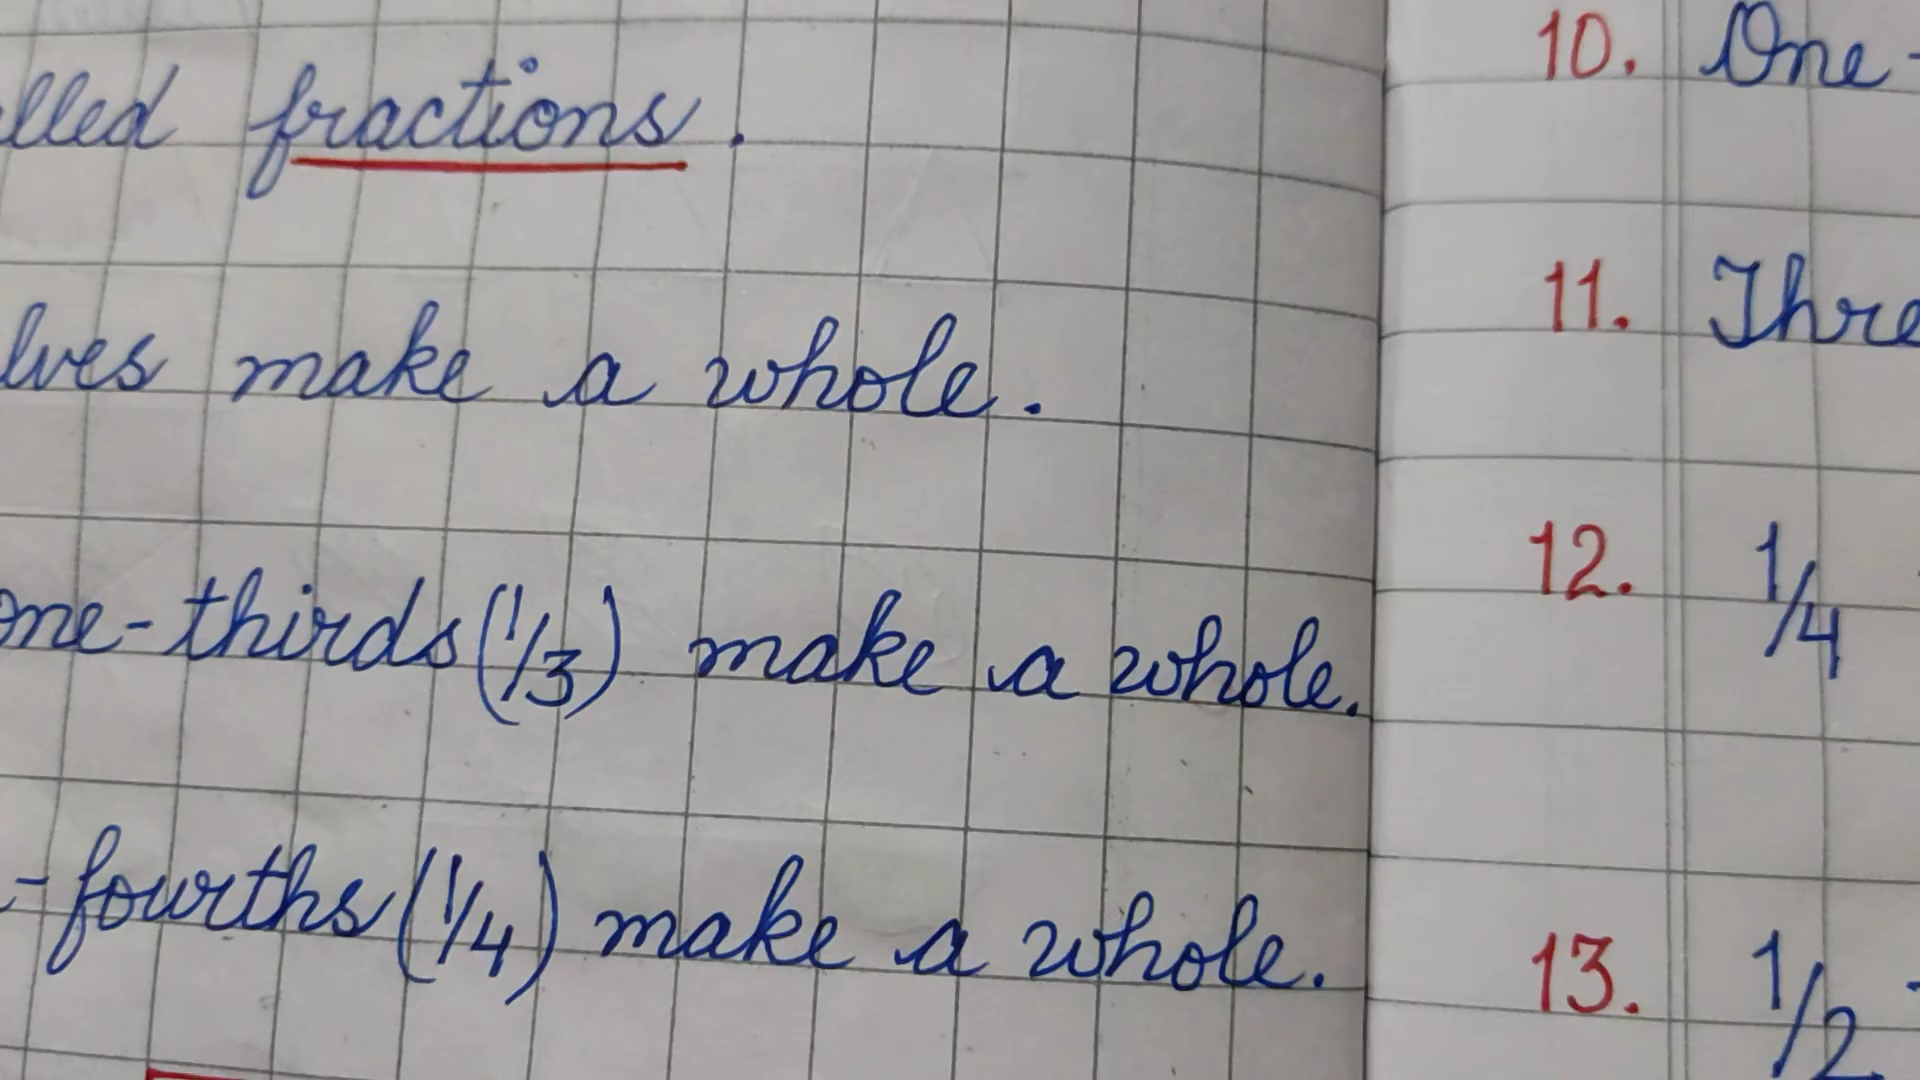 lled fractions.
lves make a whole.
one-thirds (1/3) make a whole.
-fourths (1/4) make a whole.
10. One-
11. Thre
12. 1/4
13. 1/2